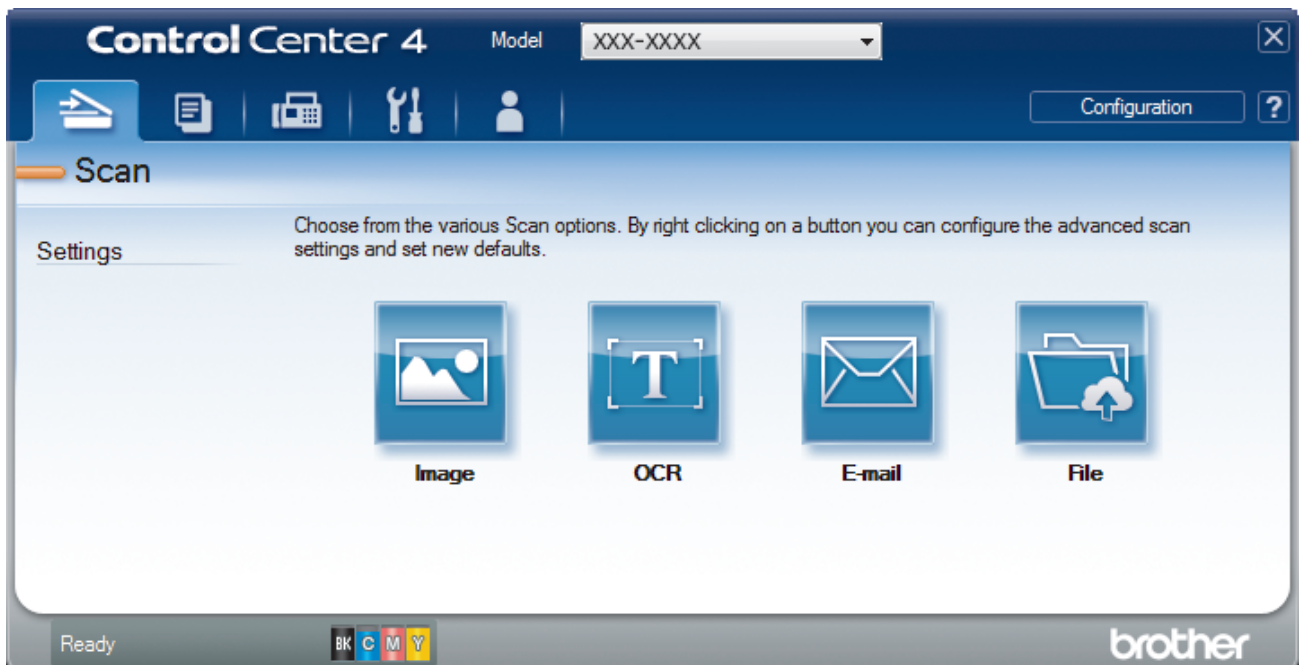 ControlCenter 4
Model
XXX-XXXX
X
Configuration
?
Scan
Settings
Choose from the various Scan options. By right clicking on a button you can configure the advanced scan
settings and set new defaults.
T
Image
OCR
E-mail
File
Ready
BK C M Y
brother